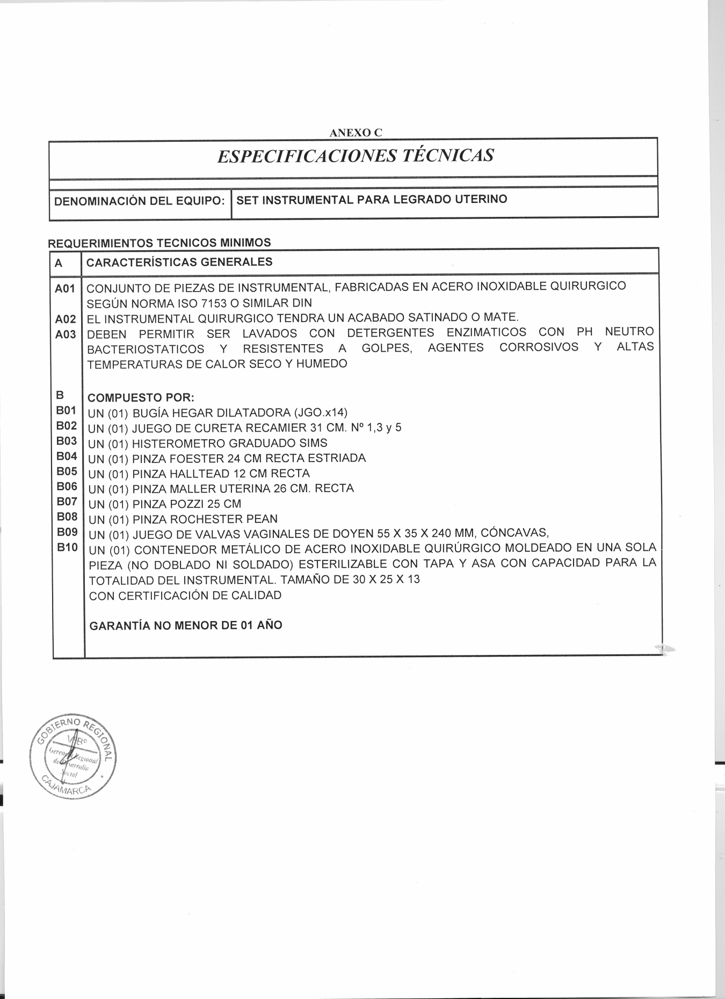 ANEXO C
ESPECIFICACIONES TÉCNICAS
DENOMINACIÓN DEL EQUIPO: SET INSTRUMENTAL PARA LEGRADO UTERINO
REQUERIMIENTOS TECNICOS MINIMOS
A CARACTERÍSTICAS GENERALES
A01 CONJUNTO DE PIEZAS DE INSTRUMENTAL, FABRICADAS EN ACERO INOXIDABLE QUIRURGICO
SEGÚN NORMA ISO 7153 O SIMILAR DIN
A02 EL INSTRUMENTAL QUIRURGICO TENDRA UN ACABADO SATINADO O MATE.
A03 DEBEN PERMITIR SER LAVADOS CON DETERGENTES ENZIMATICOS CON PH NEUTRO
BACTERIOSTATICOS Y RESISTENTES A GOLPES, AGENTES CORROSIVOS Y ALTAS
TEMPERATURAS DE CALOR SECO Y HUMEDO
B COMPUESTO POR:
B01 UN (01) BUGÍA HEGAR DILATADORA (JGO.x14)
B02 UN (01) JUEGO DE CURETA RECAMIER 31 CM. Nº 1,3 y 5
B03 UN (01) HISTEROMETRO GRADUADO SIMS
B04 UN (01) PINZA FOESTER 24 CM RECTA ESTRIADA
B05 UN (01) PINZA HALLTEAD 12 CM RECTA
B06 UN (01) PINZA MALLER UTERINA 26 CM. RECTA
B07 UN (01) PINZA POZZI 25 CM
B08 UN (01) PINZA ROCHESTER PEAN
B09 UN (01) JUEGO DE VALVAS VAGINALES DE DOYEN 55 X 35 X 240 MM, CÓNCAVAS,
B10 UN (01) CONTENEDOR METÁLICO DE ACERO INOXIDABLE QUIRÚRGICO MOLDEADO EN UNA SOLA
PIEZA (NO DOBLADO NI SOLDADO) ESTERILIZABLE CON TAPA Y ASA CON CAPACIDAD PARA LA
TOTALIDAD DEL INSTRUMENTAL. TAMAÑO DE 30 X 25 X 13
CON CERTIFICACIÓN DE CALIDAD
GARANTÍA NO MENOR DE 01 AÑO
GOBIERNO REGIONAL
VºBº
Gerencia Regional
de Desarrollo
Social
CAJAMARCA